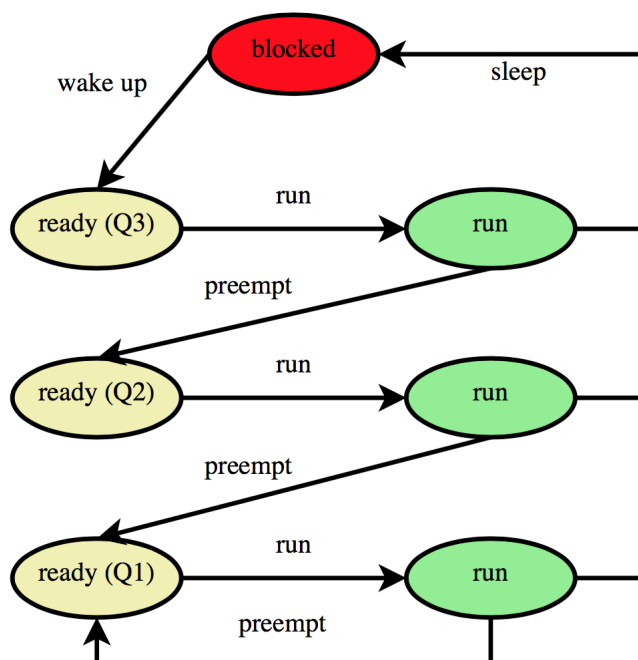 blocked
wake up
sleep
ready (Q3)
run
run
preempt
ready (Q2)
run
run
preempt
ready (Q1)
run
run
preempt